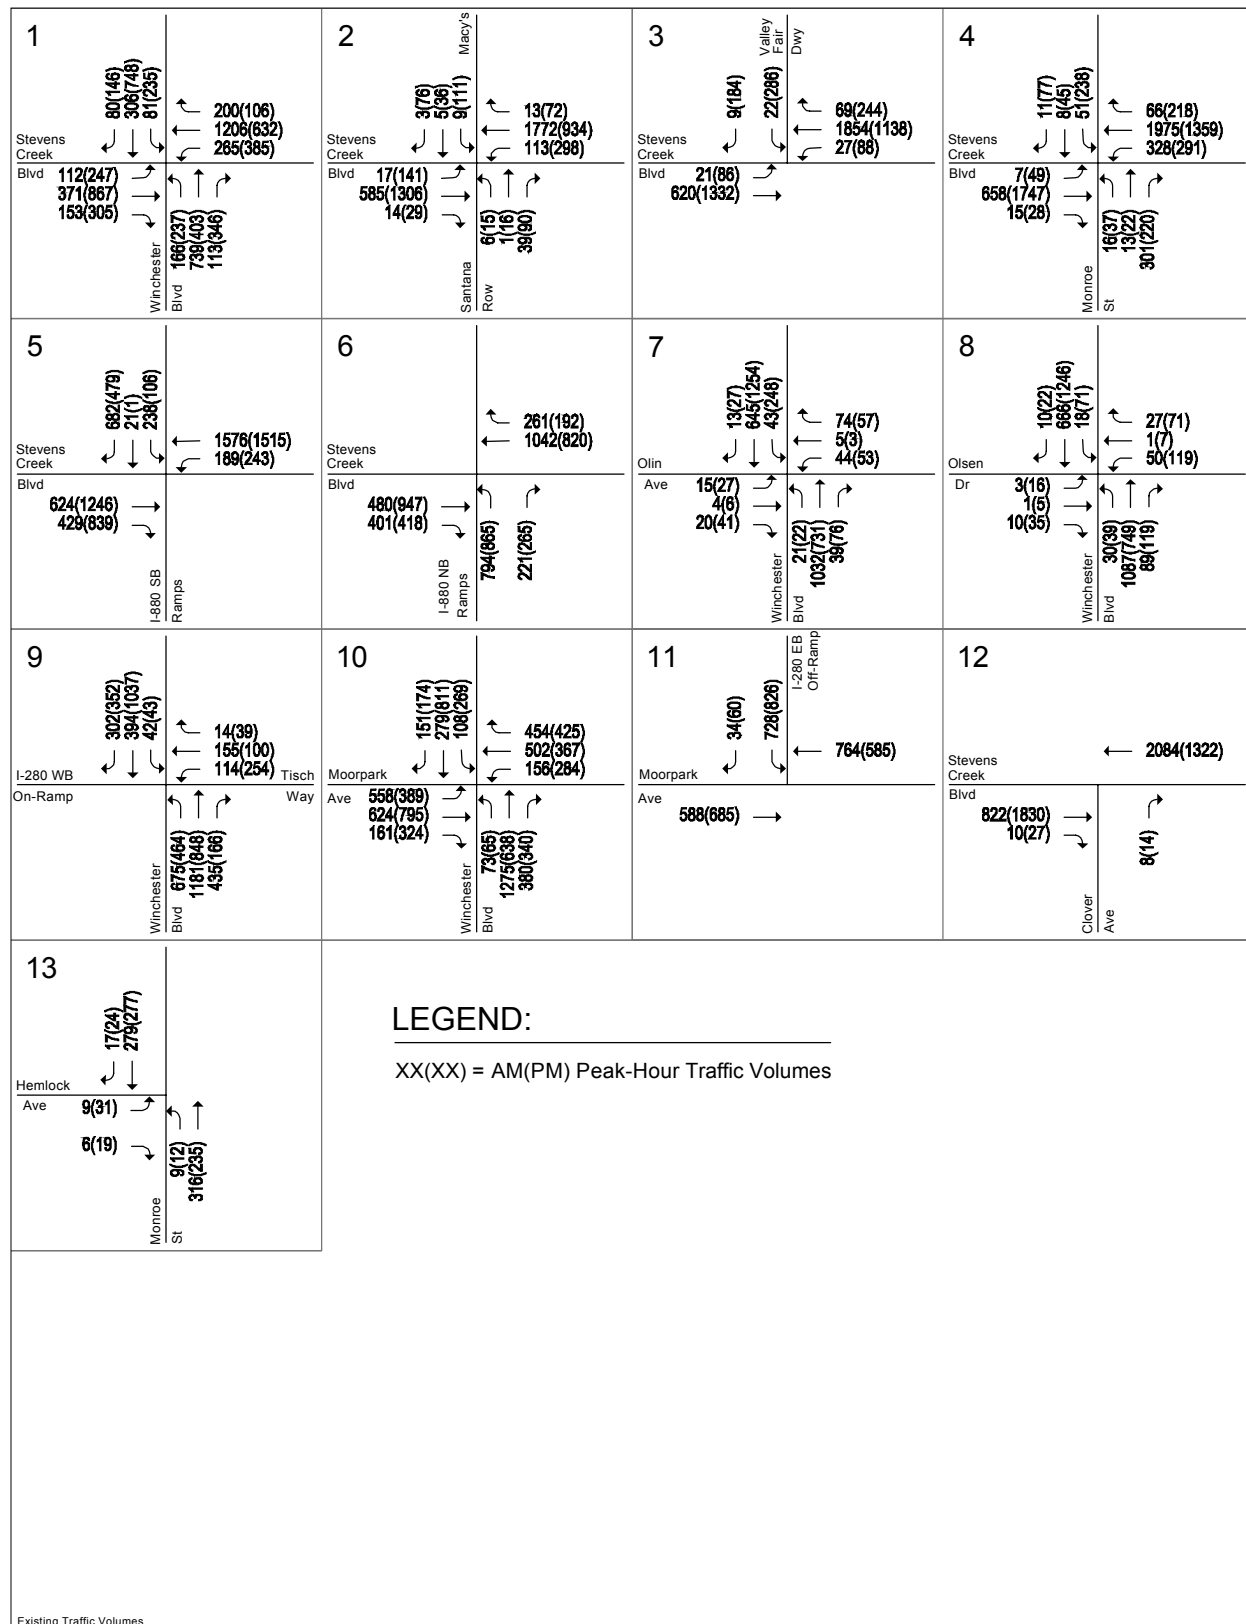 1
80(146)
306(748)
81(235)
200(106)
1206(632)
265(385)
Stevens
Creek
Blvd
112(247)
371(867)
153(305)
166(237)
739(403)
113(346)
Winchester
Blvd
2
Macy's
3(76)
5(36)
9(111)
13(72)
1772(934)
113(298)
Stevens
Creek
Blvd
17(141)
585(1306)
14(29)
6(15)
1(16)
39(90)
Santana
Row
3
Valley
Fair
Dwy
9(184)
22(286)
69(244)
1854(1138)
27(88)
Stevens
Creek
Blvd
21(86)
620(1332)
4
11(77)
8(45)
51(238)
66(218)
1975(1359)
328(291)
Stevens
Creek
Blvd
7(49)
658(1747)
15(28)
16(37)
13(22)
301(220)
Monroe
St
5
682(479)
21(1)
238(106)
1576(1515)
189(243)
Stevens
Creek
Blvd
624(1246)
429(839)
I-880 SB
Ramps
6
261(192)
1042(820)
Stevens
Creek
Blvd
480(947)
401(418)
794(865)
221(265)
I-880 NB
Ramps
7
13(27)
645(1254)
43(248)
74(57)
5(3)
44(53)
Olin
Ave
15(27)
4(6)
20(41)
21(22)
1032(731)
39(76)
Winchester
Blvd
8
10(22)
666(1246)
18(71)
27(71)
1(7)
50(119)
Olsen
Dr
3(16)
1(5)
10(35)
30(39)
1087(749)
89(119)
Winchester
Blvd
9
302(352)
394(1037)
42(43)
14(39)
155(100)
114(254)
I-280 WB
On-Ramp
Tisch
Way
675(464)
1181(848)
435(166)
Winchester
Blvd
10
151(174)
279(811)
108(269)
454(425)
502(367)
156(284)
Moorpark
Ave
558(389)
624(795)
161(324)
73(65)
1275(638)
380(340)
Winchester
Blvd
11
I-280 EB
Off-Ramp
34(60)
728(826)
764(585)
Moorpark
Ave
588(685)
12
2084(1322)
Stevens
Creek
Blvd
822(1830)
10(27)
8(14)
Clover
Ave
13
17(24)
279(277)
Hemlock
Ave
9(31)
6(19)
9(12)
316(235)
Monroe
St
LEGEND:
XX(XX) = AM(PM) Peak-Hour Traffic Volumes
Existing Traffic Volumes